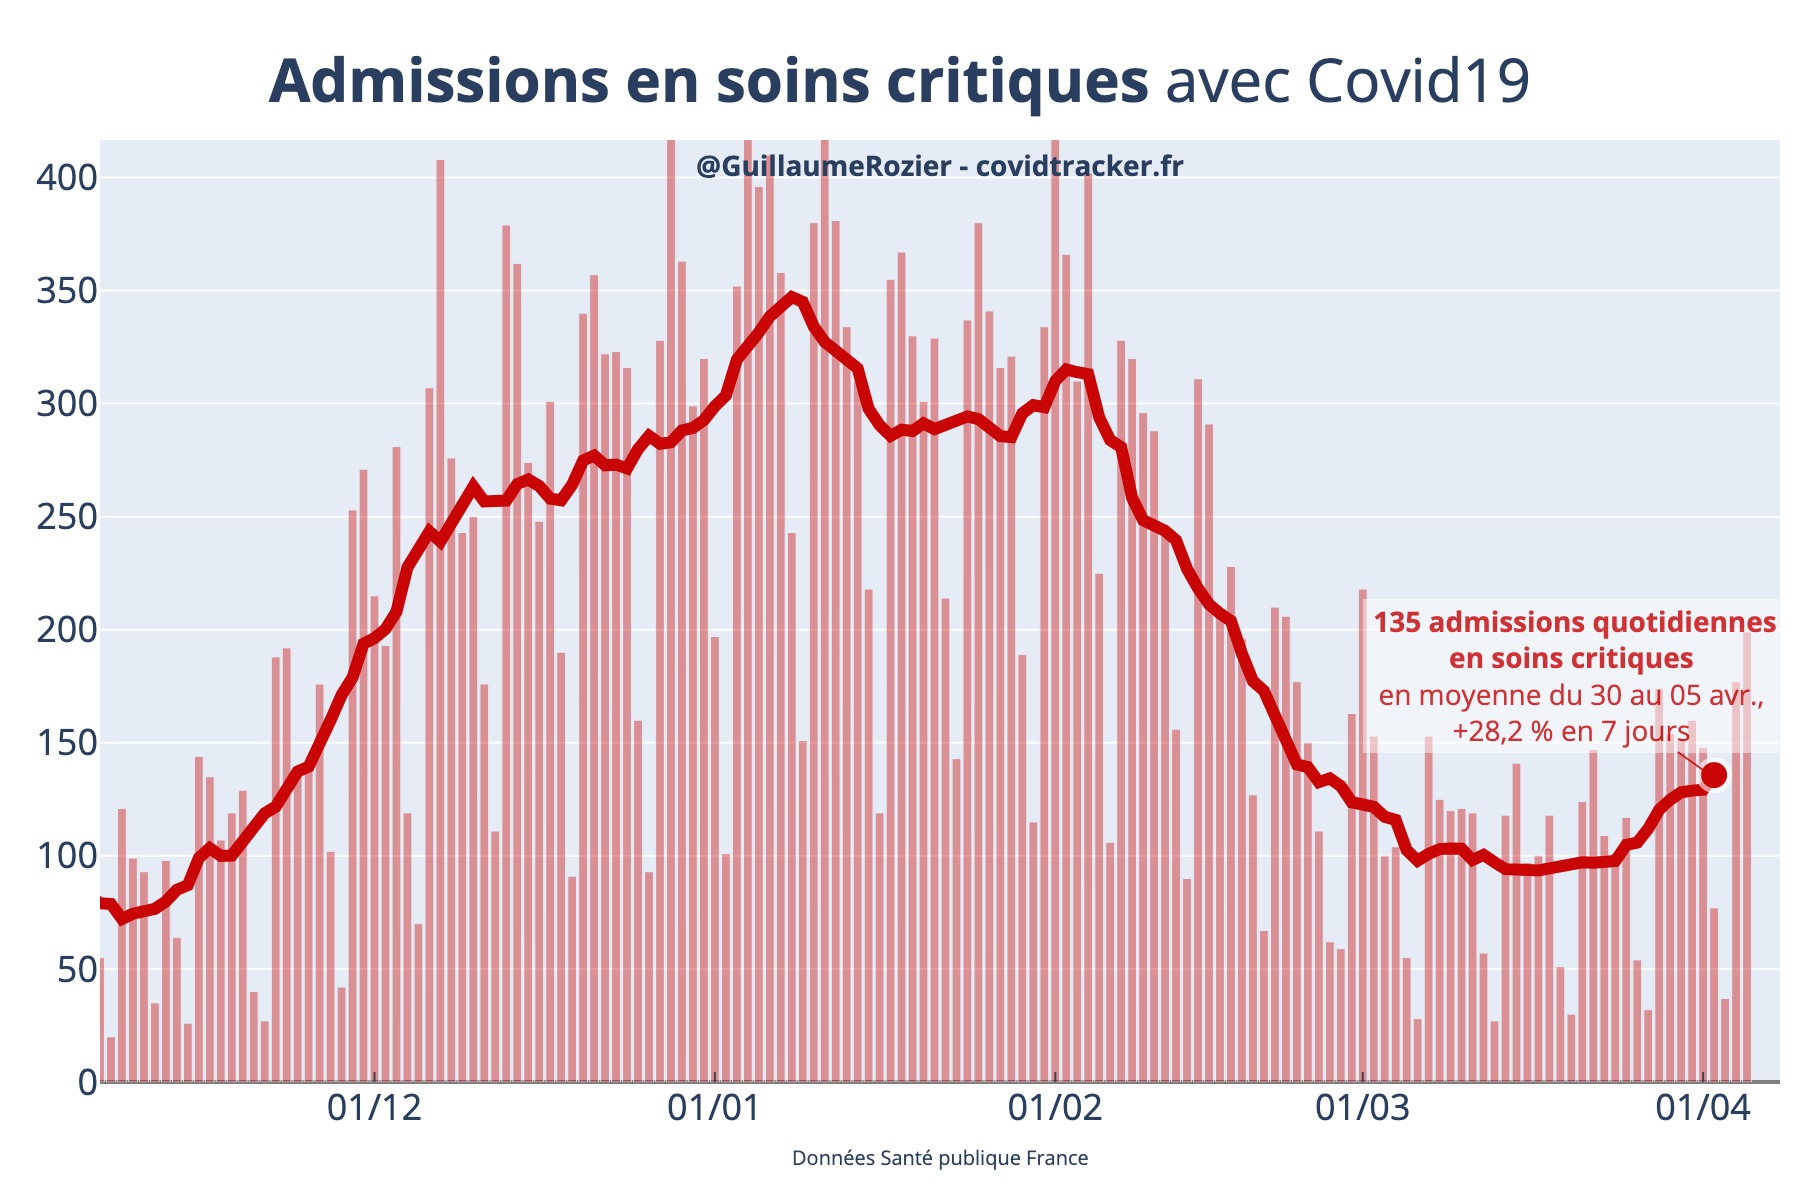 Admissions en soins critiques avec Covid19
@GuillaumeRozier - covidtracker.fr
400
350
300
250
200
150
100
50
0
135 admissions quotidiennes
en soins critiques
en moyenne du 30 au 05 avr.,
+28,2 % en 7 jours
01/12
01/01
01/02
01/03
01/04
Données Santé publique France